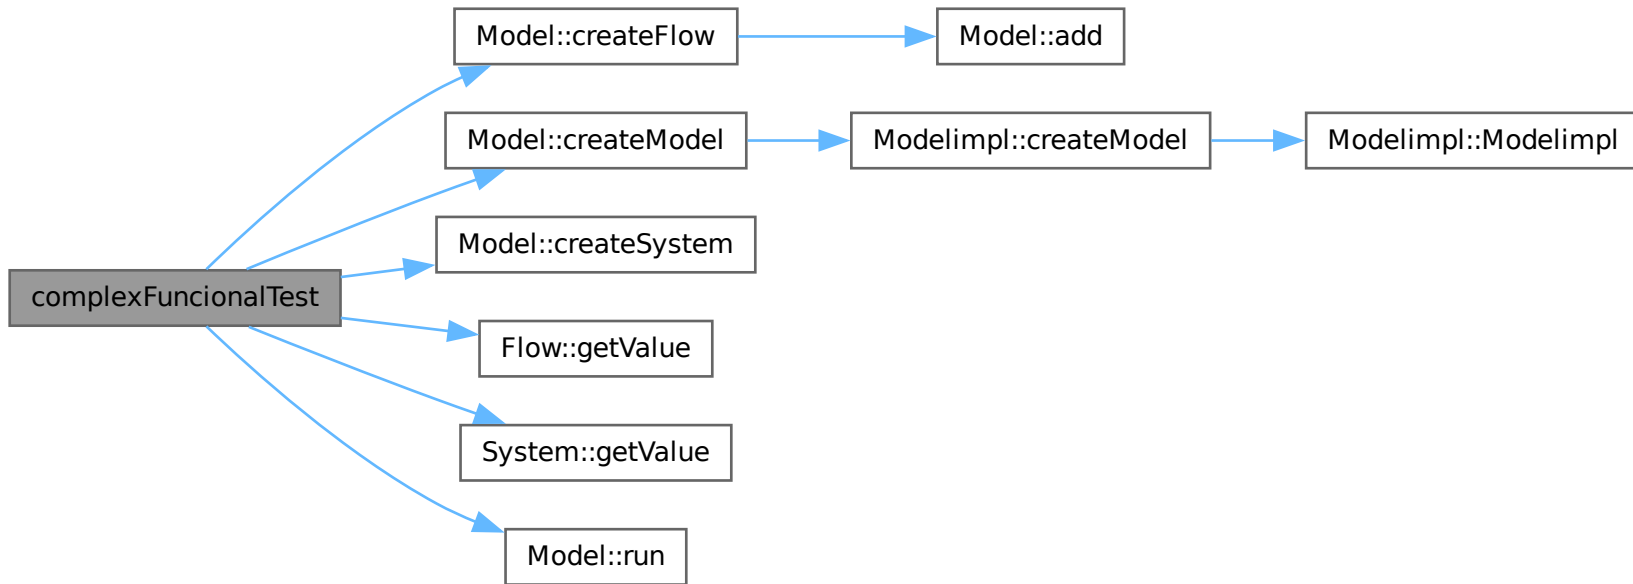 Model::createFlow
Model::add
Model::createModel
Modelimpl::createModel
Modelimpl::Modelimpl
Model::createSystem
complexFuncionalTest
Flow::getValue
System::getValue
Model::run